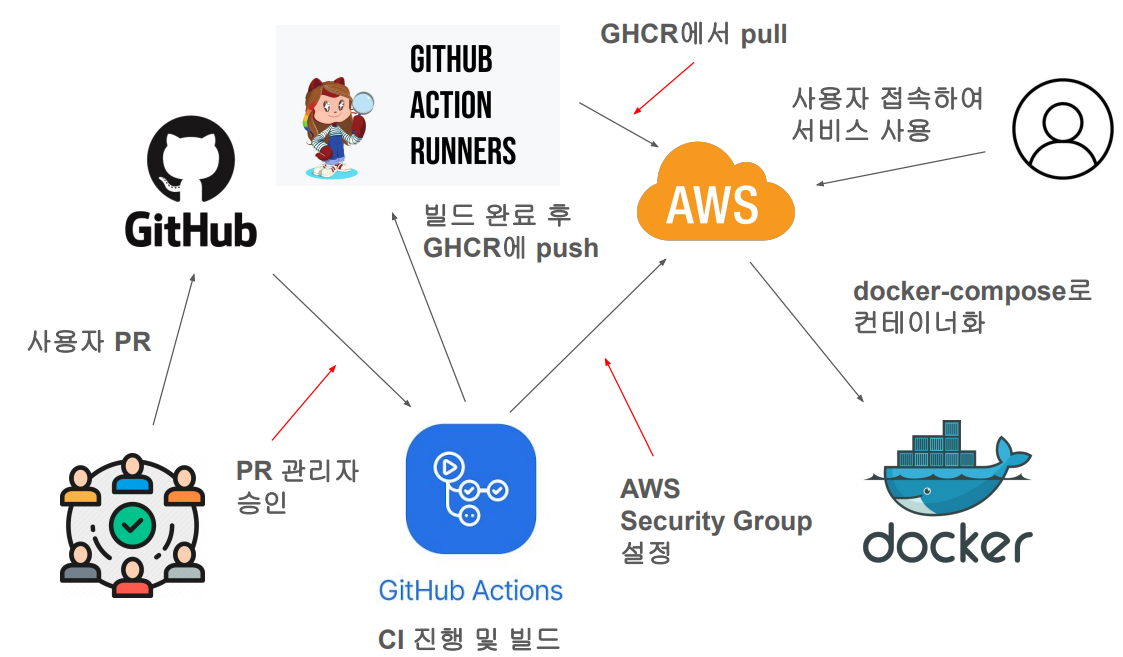 GHCR에서 pull
GITHUB
ACTION
RUNNERS
사용자 접속하여
서비스 사용
GitHub
AWS
빌드 완료 후
GHCR에 push
docker-compose로
컨테이너화
사용자 PR
PR 관리자
승인
AWS
Security Group
설정
docker
GitHub Actions
CI 진행 및 빌드